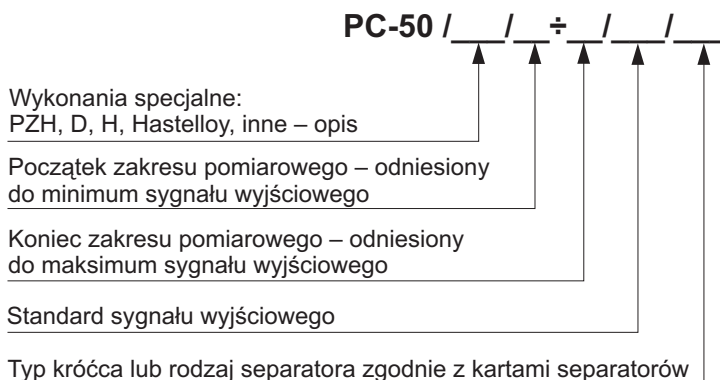 PC-50 /___/__÷__/___/___
Wykonania specjalne:
PZH, D, H, Hastelloy, inne – opis
Początek zakresu pomiarowego – odniesiony
do minimum sygnału wyjściowego
Koniec zakresu pomiarowego – odniesiony
do maksimum sygnału wyjściowego
Standard sygnału wyjściowego
Typ króćca lub rodzaj separatora zgodnie z kartami separatorów